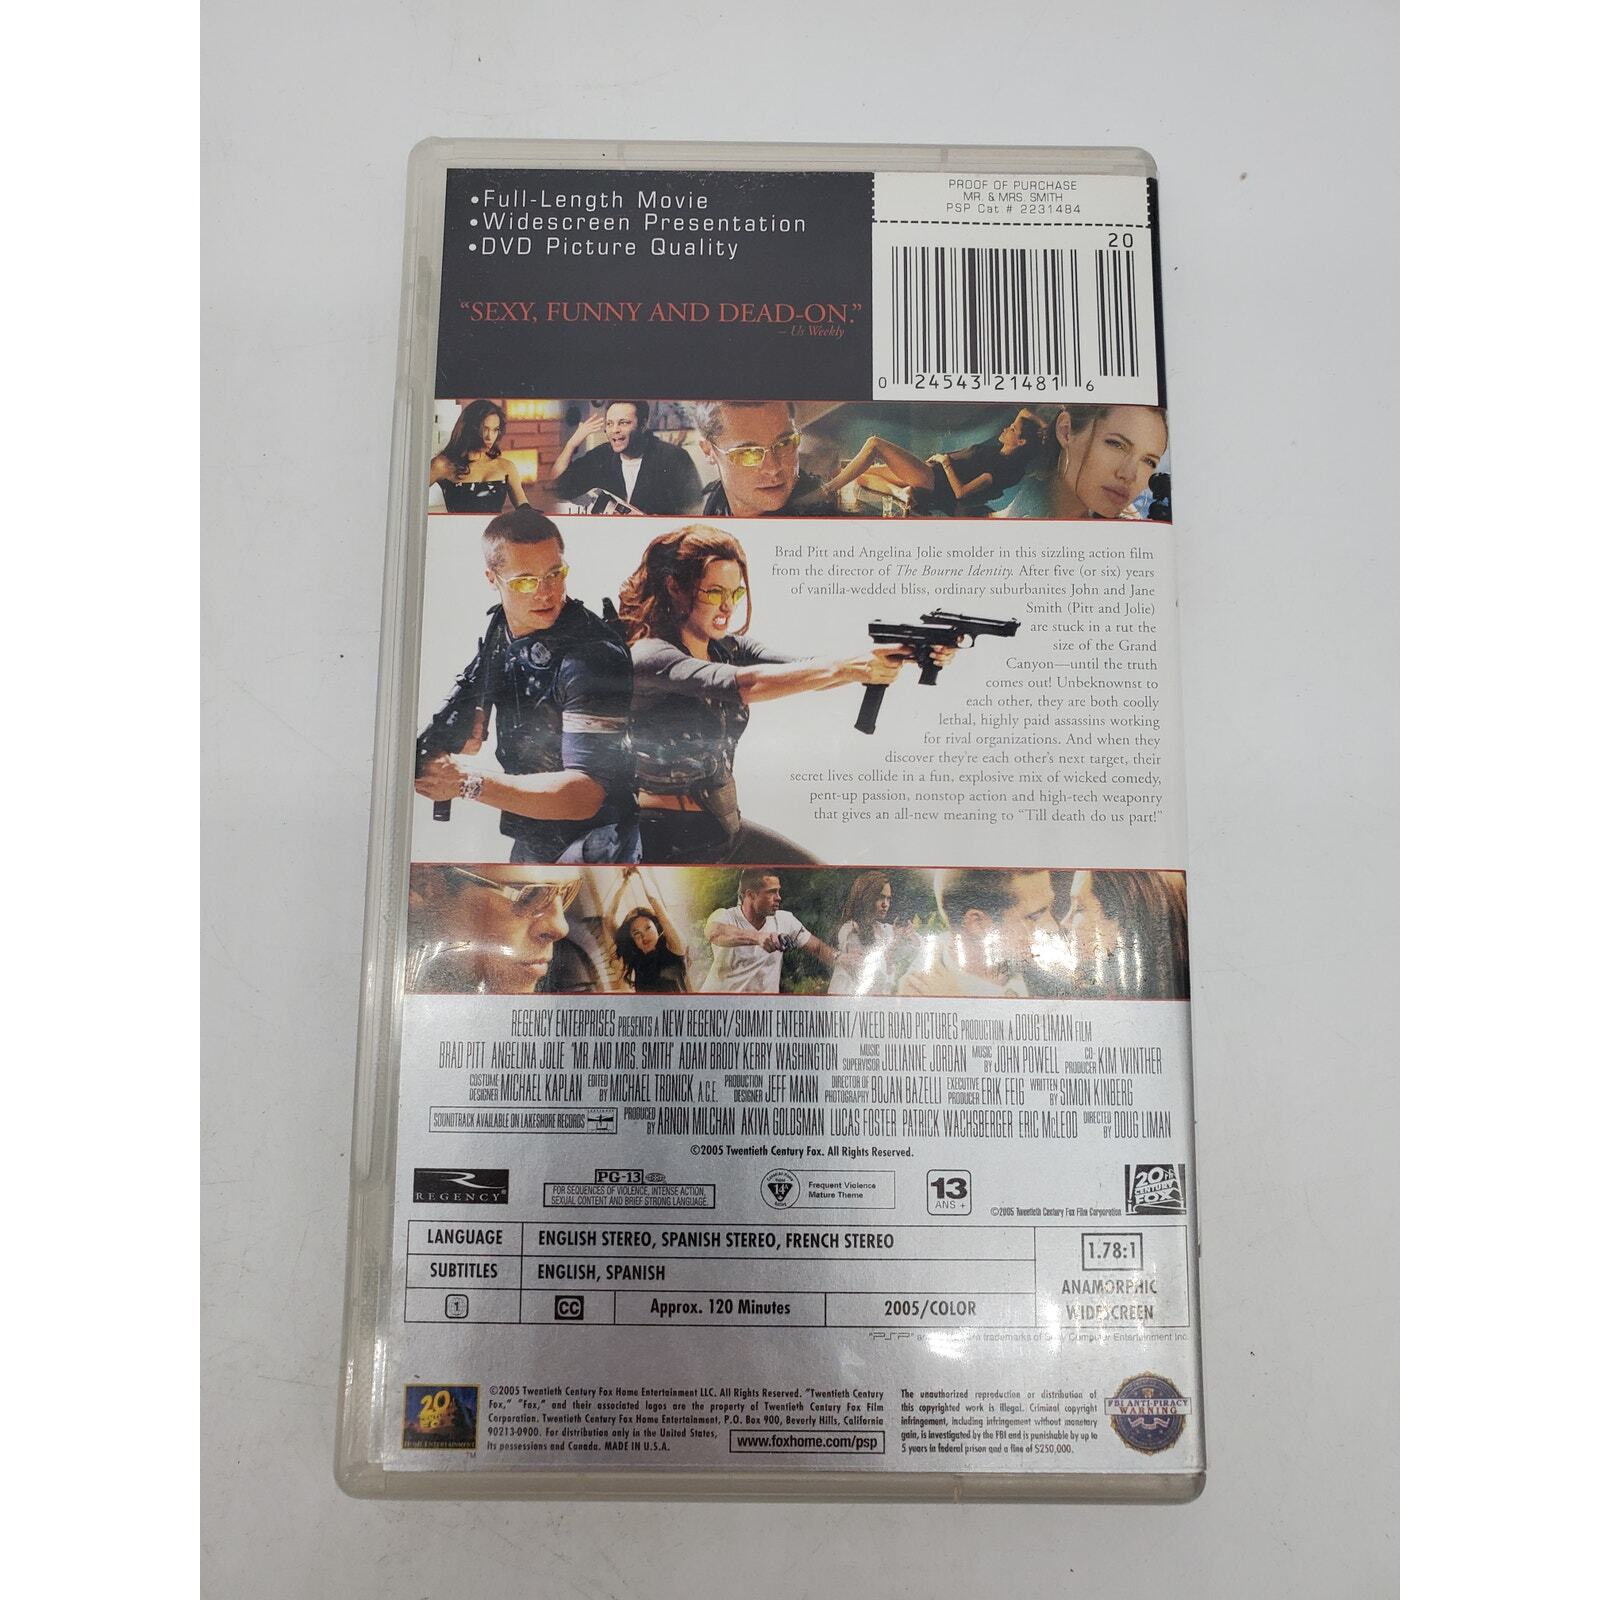 •Full-Length Movie
•Widescreen Presentation
•DVD Picture Quality
"SEXY, FUNNY AND DEAD-ON."
– Us Weekly
PROOF OF PURCHASE
MR. & MRS. SMITH
PSP Cat # 2231484
20
0 24543 21481 6
Brad Pitt and Angelina Jolie smolder in this sizzling action film
from the director of The Bourne Identity. After five (or six) years
of vanilla-wedded bliss, ordinary suburbanites John and Jane
Smith (Pitt and Jolie)
are stuck in a rut the
size of the Grand
Canyon—until the truth
comes out! Unbeknownst to
each other, they are both coolly
lethal, highly paid assassins working
for rival organizations. And when they
discover they're each other's next target, their
secret lives collide in a fun, explosive mix of wicked comedy,
pent-up passion, nonstop action and high-tech weaponry
that gives an all-new meaning to "Till death do us part!"
REGENCY ENTERPRISES PRESENTS A NEW REGENCY/SUMMIT ENTERTAINMENT/WEED ROAD PICTURES PRODUCTION A DOUG LIMAN FILM
BRAD PITT ANGELINA JOLIE "MR. AND MRS. SMITH" ADAM BRODY KERRY WASHINGTON MUSIC SUPERVISOR JULIANNE JORDAN MUSIC BY JOHN POWELL CO-PRODUCER KIM WINTHER
COSTUME DESIGNER MICHAEL KAPLAN EDITED BY MICHAEL TRONICK A.C.E. PRODUCTION DESIGNER JEFF MANN DIRECTOR OF PHOTOGRAPHY BOJAN BAZELLI EXECUTIVE PRODUCER ERIK FEIG WRITTEN BY SIMON KINBERG
SOUNDTRACK AVAILABLE ON LAKESHORE RECORDS PRODUCED BY ARNON MILCHAN AKIVA GOLDSMAN LUCAS FOSTER PATRICK WACHSBERGER ERIC McLEOD DIRECTED BY DOUG LIMAN
©2005 Twentieth Century Fox. All Rights Reserved.
REGENCY
PG-13
FOR SEQUENCES OF VIOLENCE, INTENSE ACTION,
SEXUAL CONTENT AND BRIEF STRONG LANGUAGE.
14A
Frequent Violence
Mature Theme
13
ANS +
©2005 Twentieth Century Fox Film Corporation
20th
CENTURY
FOX
LANGUAGE ENGLISH STEREO, SPANISH STEREO, FRENCH STEREO
SUBTITLES ENGLISH, SPANISH
1 CC Approx. 120 Minutes 2005/COLOR
1.78:1
ANAMORPHIC
WIDESCREEN
"PSP" trademarks of Sony Computer Entertainment Inc.
©2005 Twentieth Century Fox Home Entertainment LLC. All Rights Reserved. "Twentieth Century
Fox," "Fox," and their associated logos are the property of Twentieth Century Fox Film
Corporation. Twentieth Century Fox Home Entertainment, P.O. Box 900, Beverly Hills, California
90213-0900. For distribution only in the United States,
its possessions and Canada. MADE IN U.S.A.
www.foxhome.com/psp
The unauthorized reproduction or distribution of
this copyrighted work is illegal. Criminal copyright
infringement, including infringement without monetary
gain, is investigated by the FBI and is punishable by up to
5 years in federal prison and a fine of $250,000.
FBI ANTI-PIRACY
WARNING